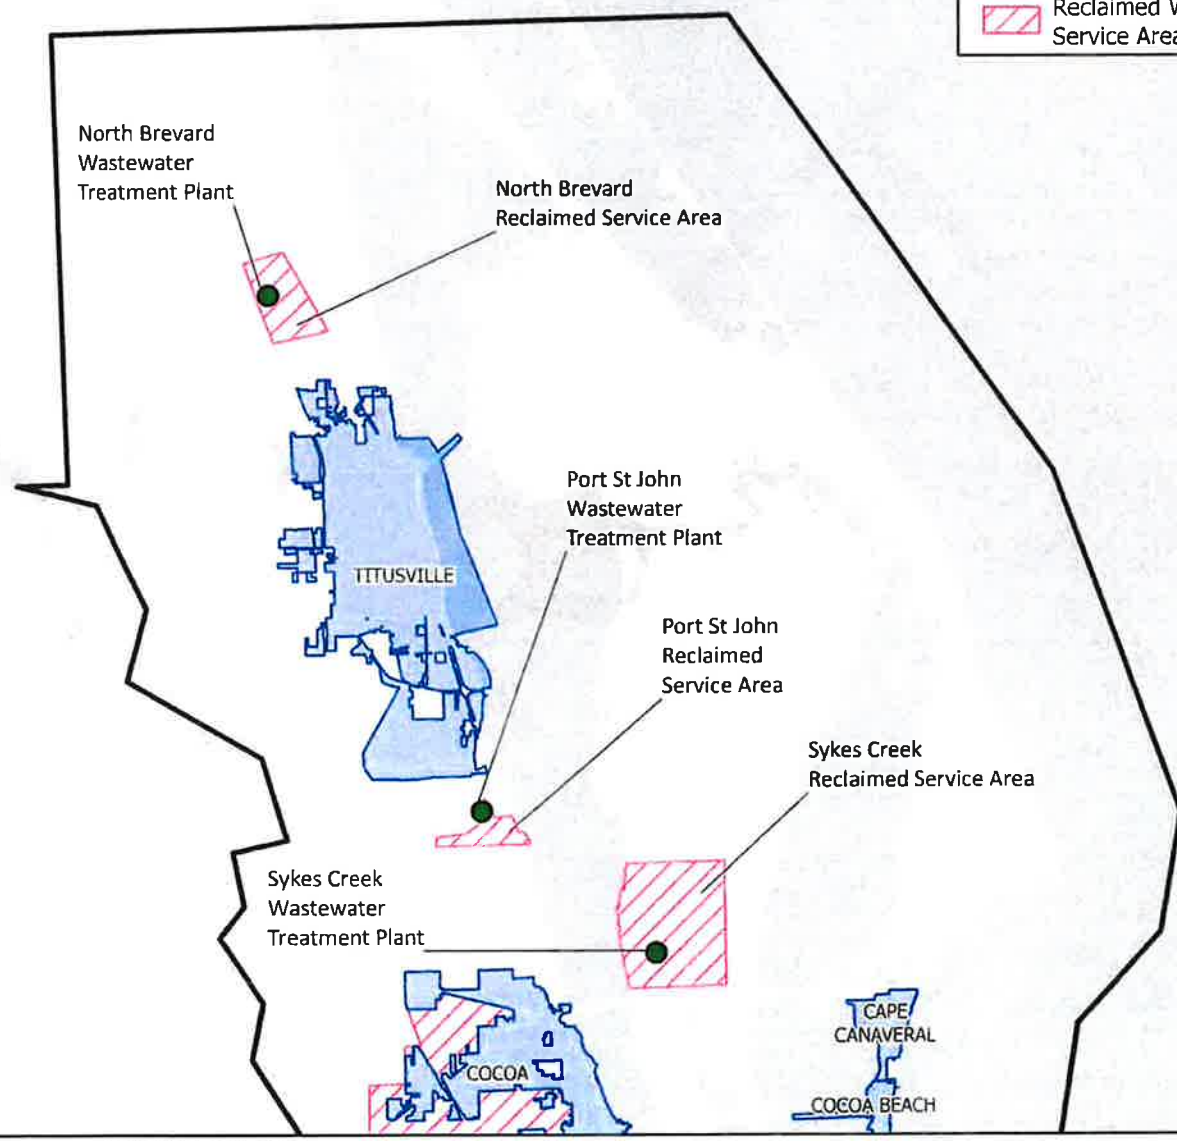 Reclaimed
Service Area
North Brevard
Wastewater
Treatment Plant
North Brevard
Reclaimed Service Area
Port St John
Wastewater
Treatment Plant
TITUSVILLE
Port St John
Reclaimed
Service Area
Sykes Creek
Reclaimed Service Area
Sykes Creek
Wastewater
Treatment Plant
CAPE
CANAVERAL
COCOA
COCOA BEACH